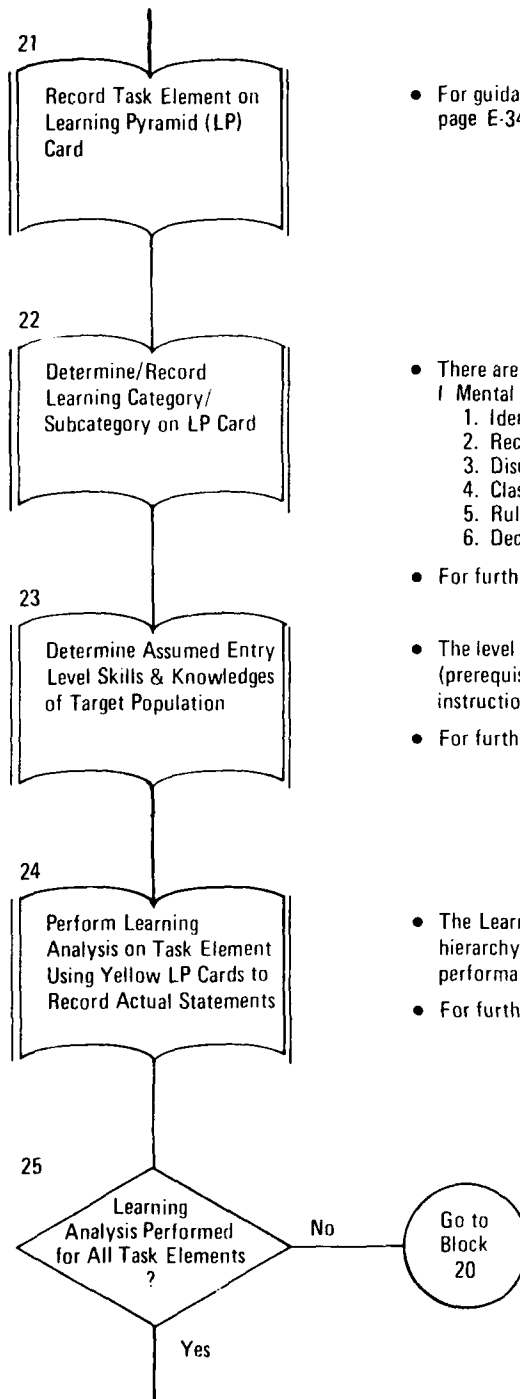 21
Record Task Element on
Learning Pyramid (LP)
Card
• For guida
page E-34
22
Determine/Record
Learning Category/
Subcategory on LP Card
• There are
I Mental
1. Iden
2. Rec
3. Disc
4. Clas
5. Rul
6. Dec
• For furth
23
Determine Assumed Entry
Level Skills & Knowledges
of Target Population
• The level
(prerequis
instruction
• For furth
24
Perform Learning
Analysis on Task Element
Using Yellow LP Cards to
Record Actual Statements
• The Learn
hierarchy
performa
• For furth
25
Learning
Analysis Performed
for All Task Elements
?
No
Go to
Block
20
Yes